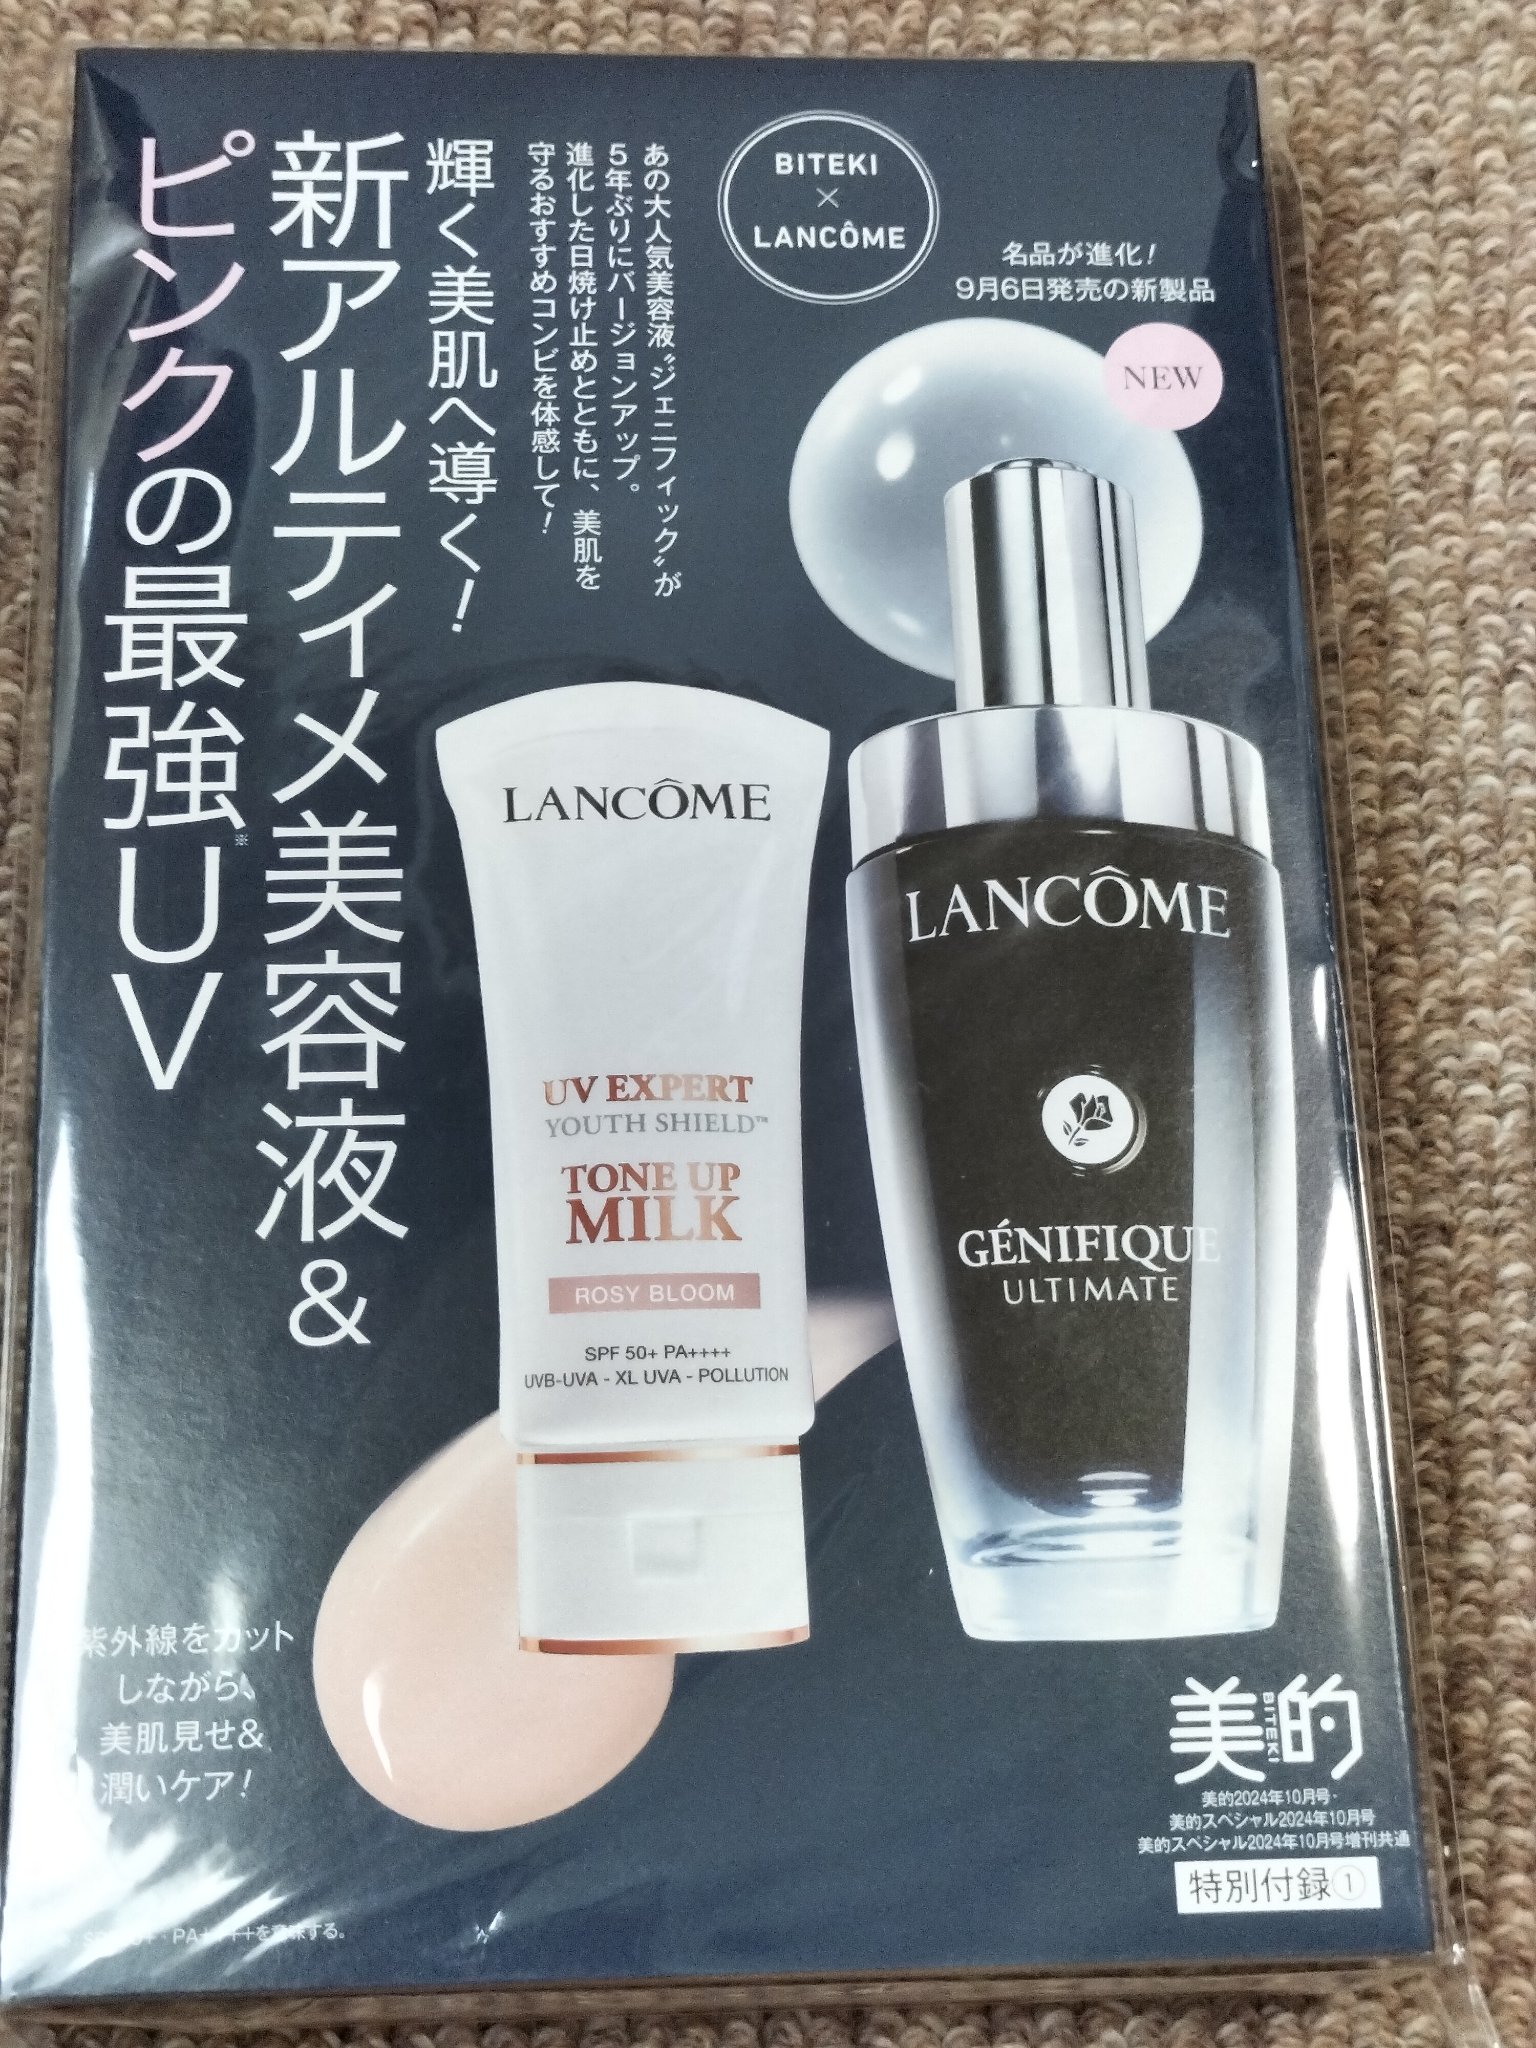 BITEKI
×
LANCÔME
名品が進化！
9月6日発売の新製品
NEW
あの大人気美容液〝ジェニフィック〟が
5年ぶりにバージョンアップ。
進化した日焼け止めとともに、美肌を
守るおすすめコンビを体感して！
輝く美肌へ導く！
新アルティメ美容液&
ピンクの最強UV
※
LANCÔME
UV EXPERT
YOUTH SHIELD™
TONE UP
MILK
ROSY BLOOM
SPF 50+ PA++++
UVB-UVA - XL UVA - POLLUTION
LANCÔME
GÉNIFIQUE
ULTIMATE
紫外線をカット
しながら、
美肌見せ&
潤いケア！
美的
BITEKI
美的2024年10月号・
美的スペシャル2024年10月号
美的スペシャル2024年10月号増刊共通
特別付録①
を意味する。